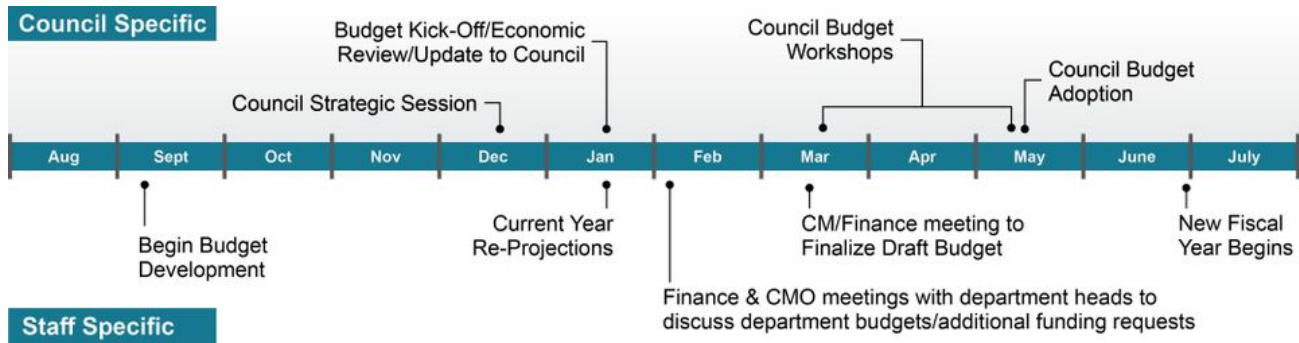 Council Specific
Budget Kick-Off/Economic
Review/Update to Council
Council Budget
Workshops
Council Strategic Session
Council Budget
Adoption
Aug Sept Oct Nov Dec Jan Feb Mar Apr May June July
Begin Budget
Development
Current Year
Re-Projections
CM/Finance meeting to
Finalize Draft Budget
New Fiscal
Year Begins
Finance & CMO meetings with department heads to
discuss department budgets/additional funding requests
Staff Specific